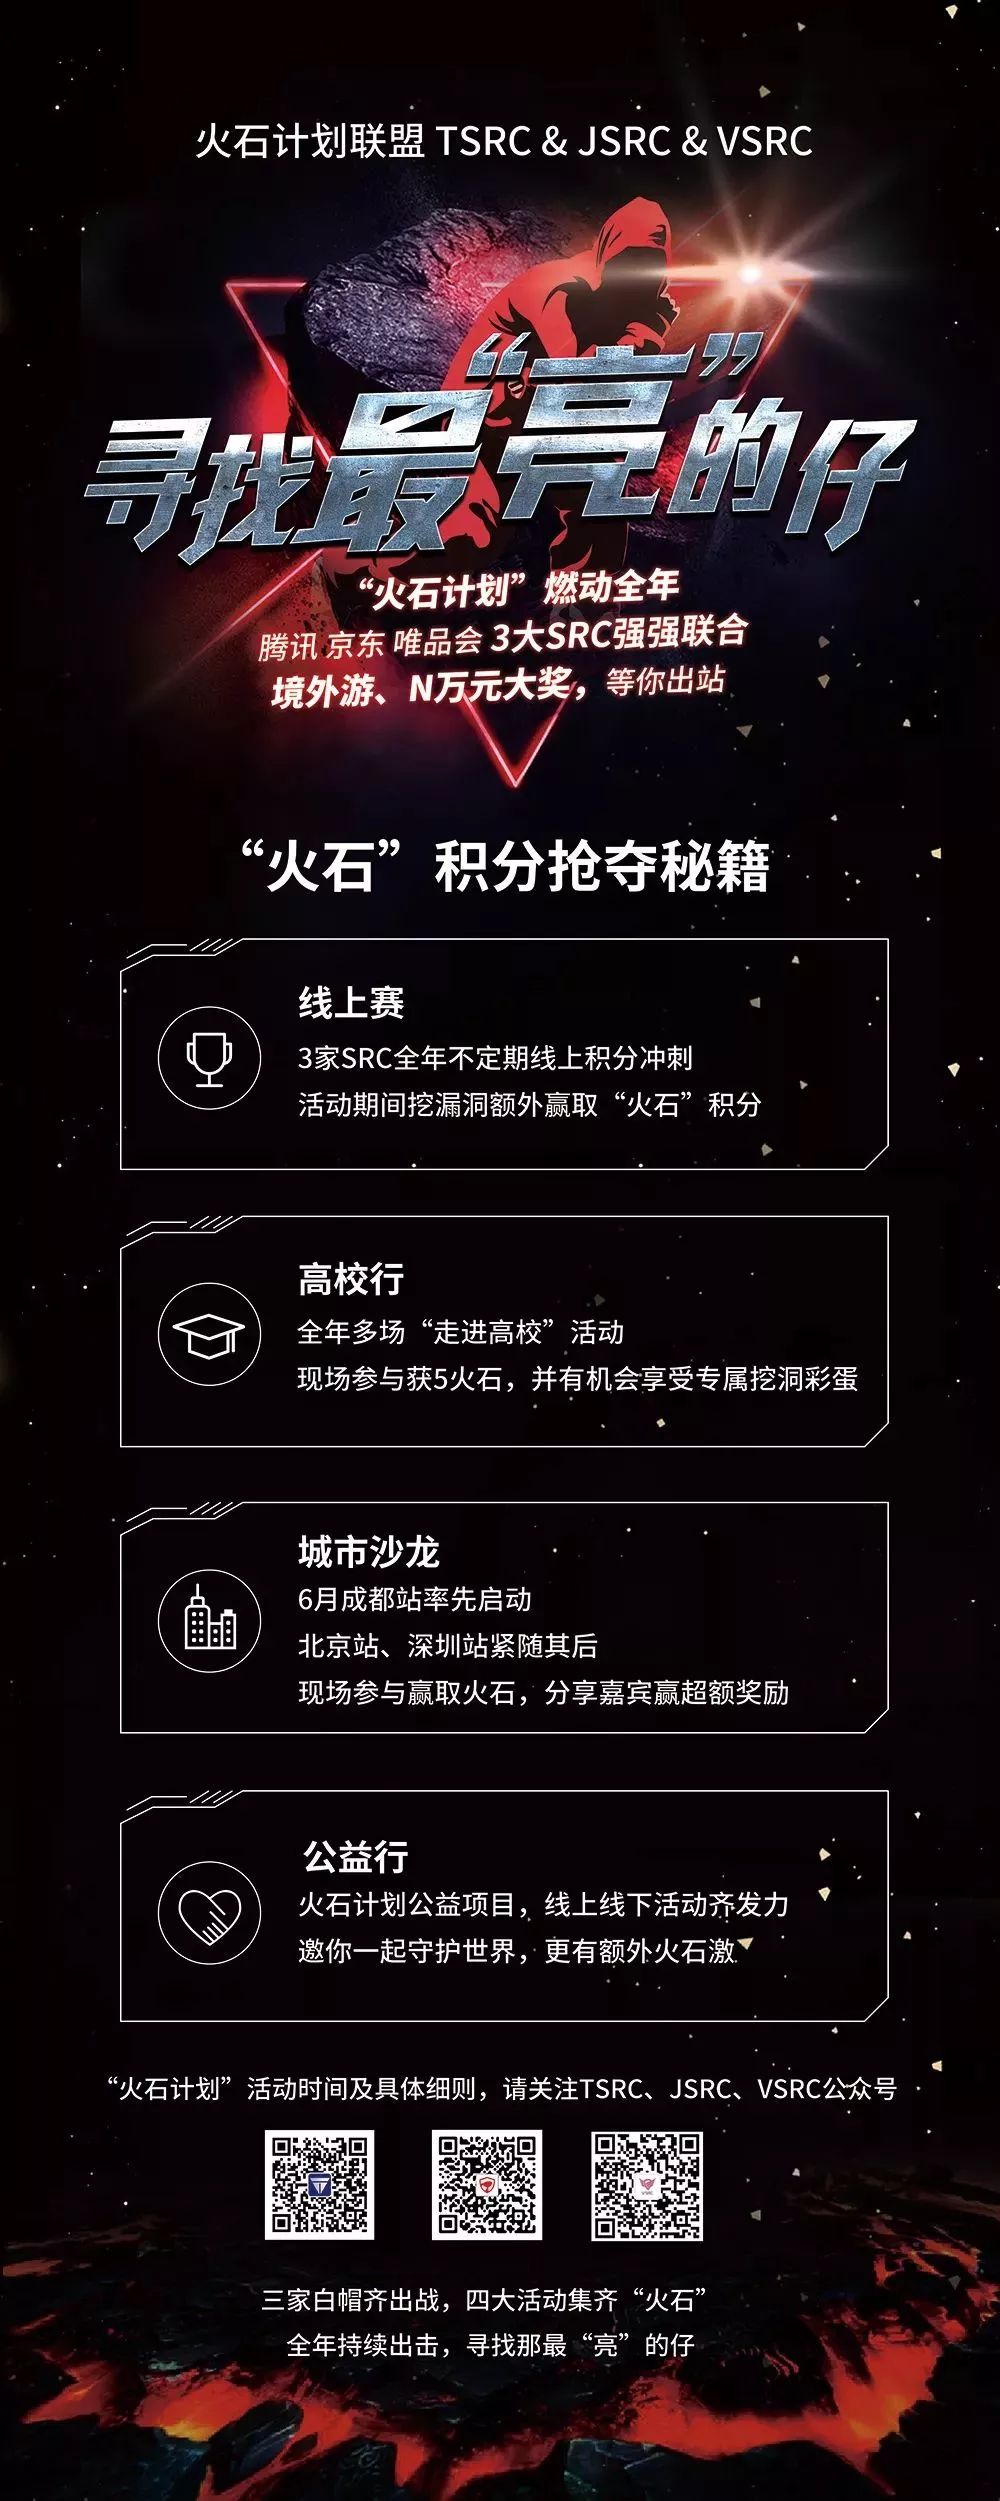 火石计划联盟 TSRC & JSRC & VSRC
寻找最“亮”的仔
“火石计划”燃动全年
腾讯 京东 唯品会 3大SRC强强联合
境外游、N万元大奖，等你出站
“火石”积分抢夺秘籍
线上赛
3家SRC全年不定期线上积分冲刺
活动期间挖漏洞额外赢取“火石”积分
高校行
全年多场“走进高校”活动
现场参与获5火石，并有机会享受专属挖洞彩蛋
城市沙龙
6月成都站率先启动
北京站、深圳站紧随其后
现场参与赢取火石，分享嘉宾赢超额奖励
公益行
火石计划公益项目，线上线下活动齐发力
邀你一起守护世界，更有额外火石激
“火石计划”活动时间及具体细则，请关注TSRC、JSRC、VSRC公众号
VSRC
三家白帽齐出战，四大活动集齐“火石”
全年持续出击，寻找那最“亮”的仔